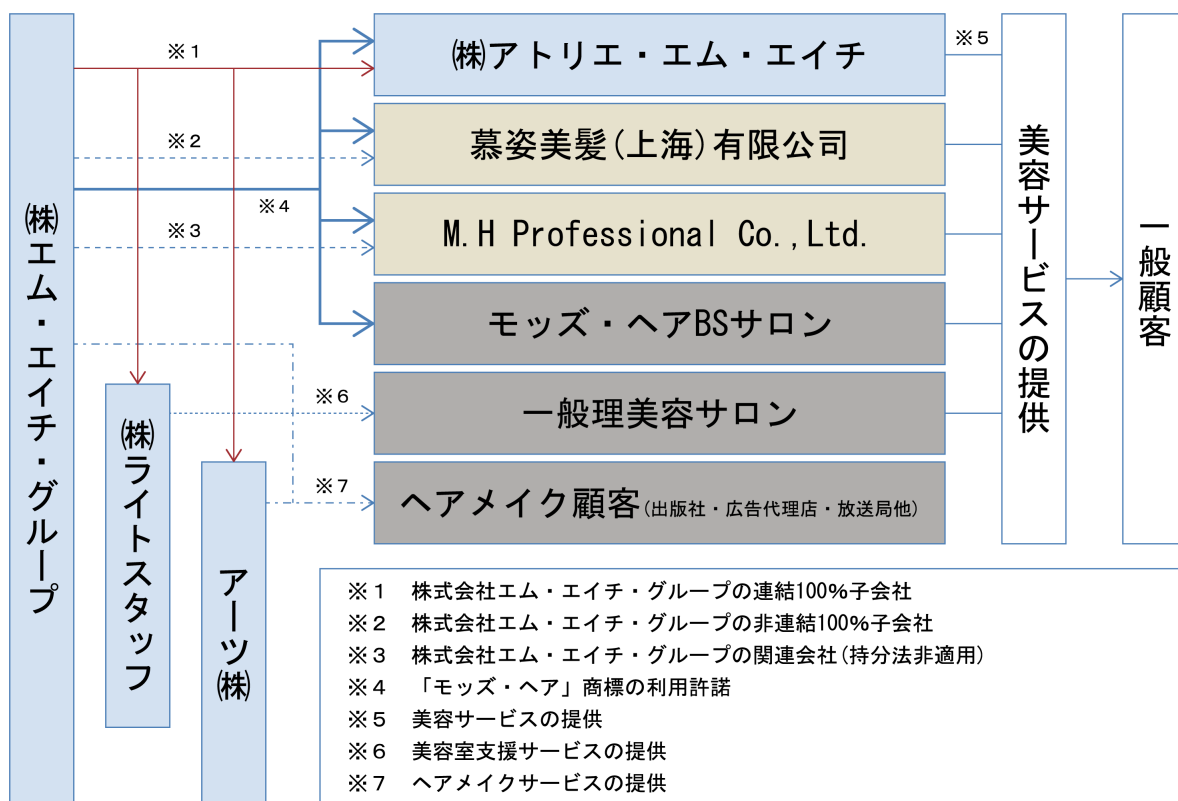 ㈱エム・エイチ・グループ
※1
※2
※4
※3
㈱アトリエ・エム・エイチ
慕姿美髪(上海)有限公司
M.H Professional Co.,Ltd.
モッズ・ヘアBSサロン
一般理美容サロン
ヘアメイク顧客(出版社・広告代理店・放送局他)
※5
美容サービスの提供
一般顧客
㈱ライトスタッフ
※6
アーツ㈱
※7
※1 株式会社エム・エイチ・グループの連結100%子会社
※2 株式会社エム・エイチ・グループの非連結100%子会社
※3 株式会社エム・エイチ・グループの関連会社(持分法非適用)
※4 「モッズ・ヘア」商標の利用許諾
※5 美容サービスの提供
※6 美容室支援サービスの提供
※7 ヘアメイクサービスの提供